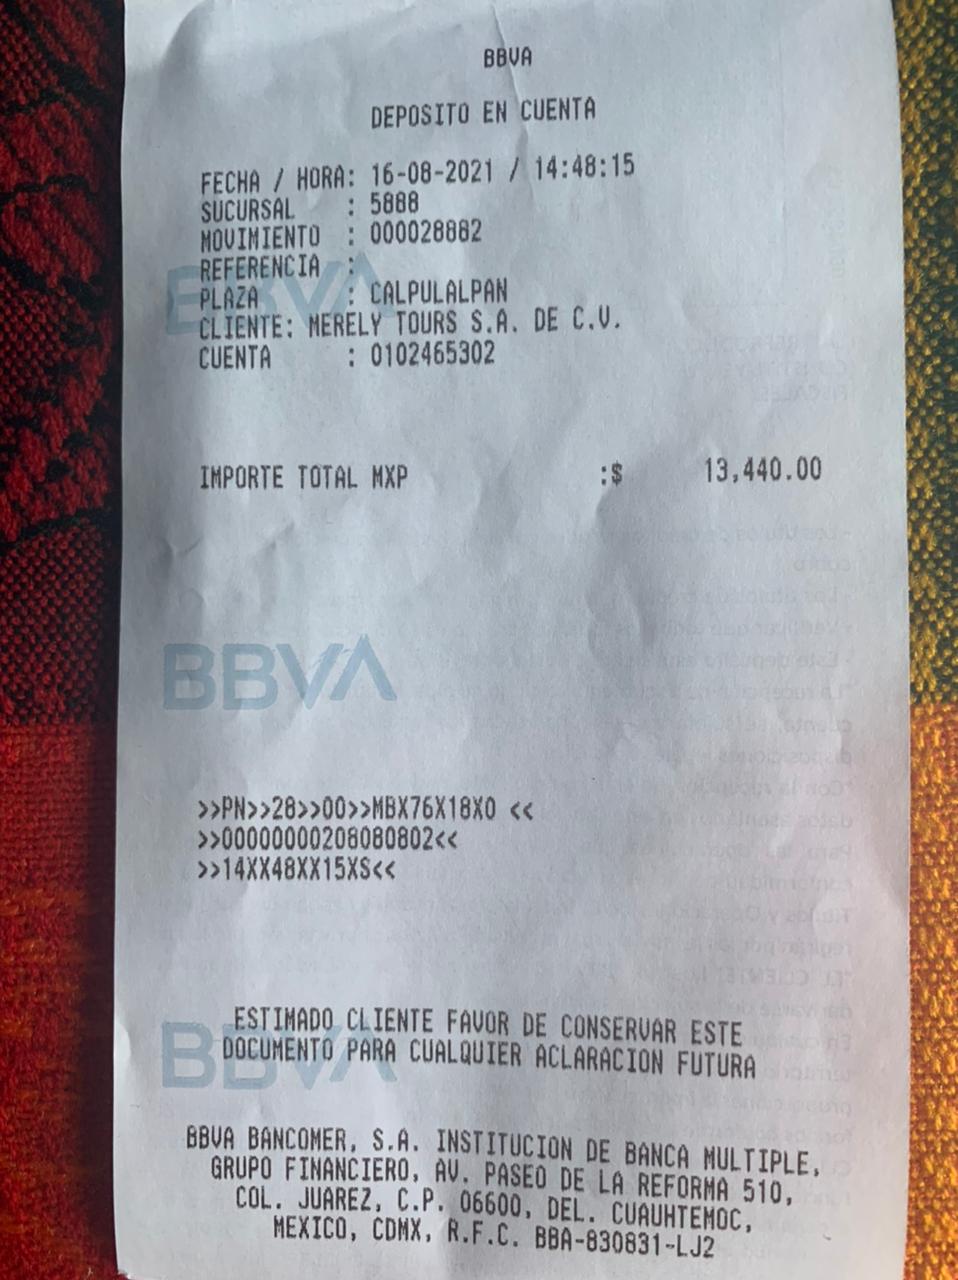 BBVA
DEPOSITO EN CUENTA
FECHA / HORA: 16-08-2021 / 14:48:15
SUCURSAL : 5888
MOVIMIENTO : 000028882
REFERENCIA :
PLAZA : CALPULALPAN
CLIENTE: MERELY TOURS S.A. DE C.V.
CUENTA : 0102465302
IMPORTE TOTAL MXP :$ 13,440.00
BBVA
>>PN>>28>>00>>MBX76X18XO <<
>>00000000208080802<<
>>14XX48XX15XS<<
ESTIMADO CLIENTE FAVOR DE CONSERVAR ESTE
DOCUMENTO PARA CUALQUIER ACLARACION FUTURA
BBVA BANCOMER, S.A. INSTITUCION DE BANCA MULTIPLE,
GRUPO FINANCIERO, AV. PASEO DE LA REFORMA 510,
COL. JUAREZ, C.P. 06600, DEL. CUAUHTEMOC,
MEXICO, CDMX, R.F.C. BBA-830831-LJ2